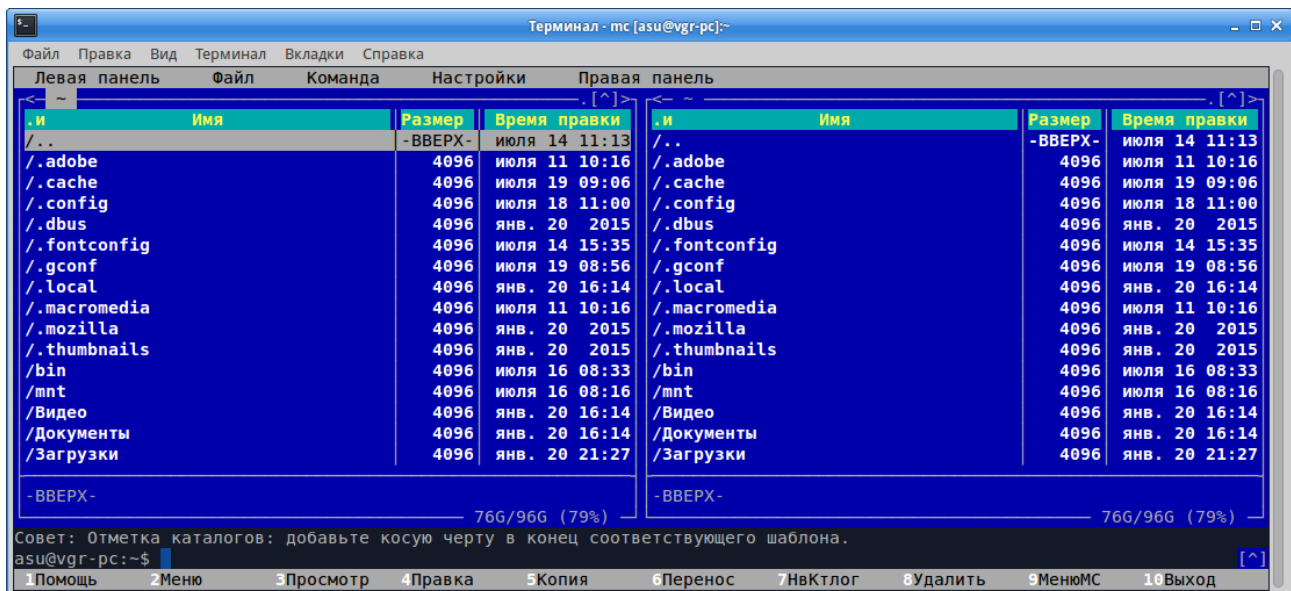 Терминал - mc [asu@vgr-pc]:~
Файл Правка Вид Терминал Вкладки Справка
Левая панель Файл Команда Настройки Правая панель
<— ~ .[^]> <— ~ .[^]>
.и Имя Размер Время правки .и Имя Размер Время правки
/.. -ВВЕРХ- июля 14 11:13 /.. -ВВЕРХ- июля 14 11:13
/.adobe 4096 июля 11 10:16 /.adobe 4096 июля 11 10:16
/.cache 4096 июля 19 09:06 /.cache 4096 июля 19 09:06
/.config 4096 июля 18 11:00 /.config 4096 июля 18 11:00
/.dbus 4096 янв. 20 2015 /.dbus 4096 янв. 20 2015
/.fontconfig 4096 июля 14 15:35 /.fontconfig 4096 июля 14 15:35
/.gconf 4096 июля 19 08:56 /.gconf 4096 июля 19 08:56
/.local 4096 янв. 20 16:14 /.local 4096 янв. 20 16:14
/.macromedia 4096 июля 11 10:16 /.macromedia 4096 июля 11 10:16
/.mozilla 4096 янв. 20 2015 /.mozilla 4096 янв. 20 2015
/.thumbnails 4096 янв. 20 2015 /.thumbnails 4096 янв. 20 2015
/bin 4096 июля 16 08:33 /bin 4096 июля 16 08:33
/mnt 4096 июля 16 08:16 /mnt 4096 июля 16 08:16
/Видео 4096 янв. 20 16:14 /Видео 4096 янв. 20 16:14
/Документы 4096 янв. 20 16:14 /Документы 4096 янв. 20 16:14
/Загрузки 4096 янв. 20 21:27 /Загрузки 4096 янв. 20 21:27
-ВВЕРХ- -ВВЕРХ-
76G/96G (79%) 76G/96G (79%)
Совет: Отметка каталогов: добавьте косую черту в конец соответствующего шаблона.
asu@vgr-pc:~$ [^]
1Помощь 2Меню 3Просмотр 4Правка 5Копия 6Перенос 7НвКтлог 8Удалить 9МенюМС 10Выход